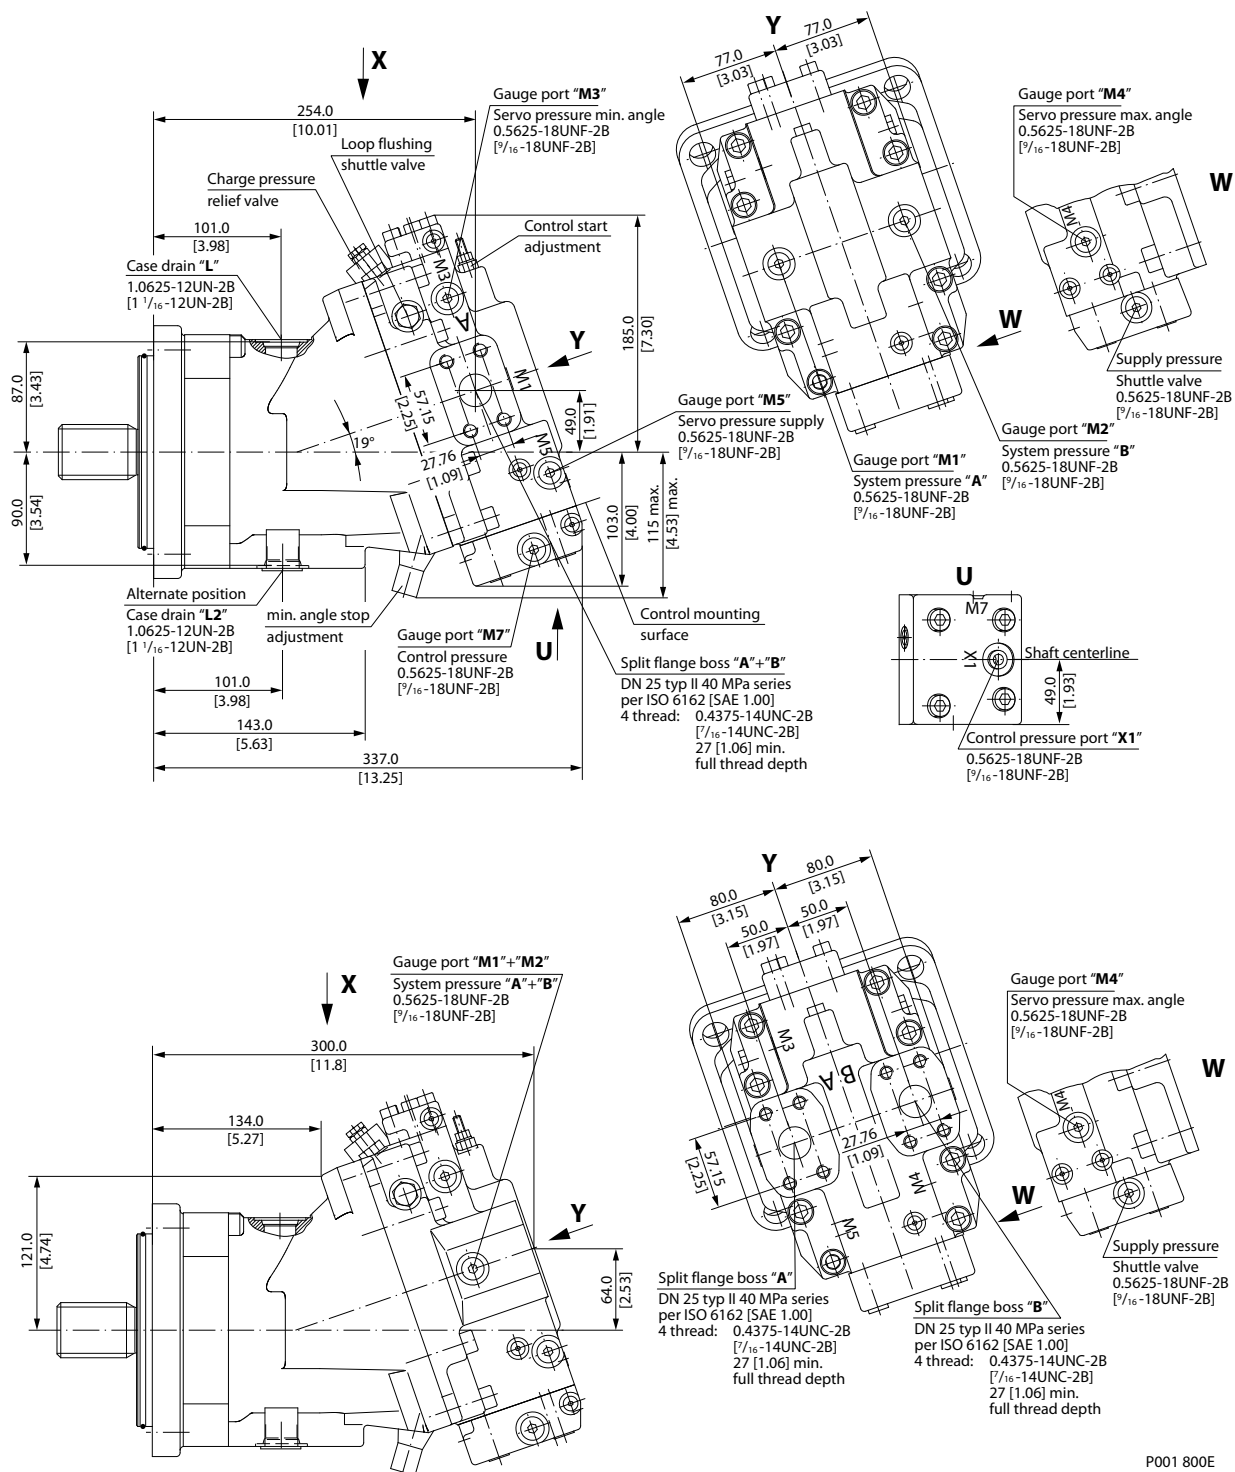 Y
77.0
[3.03]
77.0
[3.03]
X
254.0
[10.01]
Gauge port “M3”
Servo pressure min. angle
0.5625-18UNF-2B
[9/16-18UNF-2B]
Loop flushing
shuttle valve
Charge pressure
relief valve
Gauge port “M4”
Servo pressure max. angle
0.5625-18UNF-2B
[9/16-18UNF-2B]
W
M4
101.0
[3.98]
Control start
adjustment
Case drain “L”
1.0625-12UN-2B
[1 1/16-12UN-2B]
M3
A
M1
M5
Y
185.0
[7.30]
W
87.0
[3.43]
90.0
[3.54]
57.15
[2.25]
19°
27.76
[1.09]
49.0
[1.91]
103.0
[4.00]
115 max.
[4.53] max.
Supply pressure
Shuttle valve
0.5625-18UNF-2B
[9/16-18UNF-2B]
Gauge port “M5”
Servo pressure supply
0.5625-18UNF-2B
[9/16-18UNF-2B]
Gauge port “M2”
System pressure “B”
0.5625-18UNF-2B
[9/16-18UNF-2B]
Gauge port “M1”
System pressure “A”
0.5625-18UNF-2B
[9/16-18UNF-2B]
Alternate position
Case drain “L2”
1.0625-12UN-2B
[1 1/16-12UN-2B]
min. angle stop
adjustment
Gauge port “M7”
Control pressure
0.5625-18UNF-2B
[9/16-18UNF-2B]
U
Control mounting
surface
Split flange boss “A”+”B”
DN 25 typ II 40 MPa series
per ISO 6162 [SAE 1.00]
4 thread: 0.4375-14UNC-2B
[7/16-14UNC-2B]
27 [1.06] min.
full thread depth
U
M7
X1
Shaft centerline
49.0
[1.93]
Control pressure port “X1”
0.5625-18UNF-2B
[9/16-18UNF-2B]
101.0
[3.98]
143.0
[5.63]
337.0
[13.25]
Y
80.0
[3.15]
80.0
[3.15]
50.0
[1.97]
50.0
[1.97]
X
Gauge port “M1”+”M2”
System pressure “A”+”B”
0.5625-18UNF-2B
[9/16-18UNF-2B]
300.0
[11.8]
134.0
[5.27]
121.0
[4.74]
Y
64.0
[2.53]
M3
B A
M4
M5
57.15
[2.25]
27.76
[1.09]
W
Gauge port “M4”
Servo pressure max. angle
0.5625-18UNF-2B
[9/16-18UNF-2B]
W
M4
Supply pressure
Shuttle valve
0.5625-18UNF-2B
[9/16-18UNF-2B]
Split flange boss “A”
DN 25 typ II 40 MPa series
per ISO 6162 [SAE 1.00]
4 thread: 0.4375-14UNC-2B
[7/16-14UNC-2B]
27 [1.06] min.
full thread depth
Split flange boss “B”
DN 25 typ II 40 MPa series
per ISO 6162 [SAE 1.00]
4 thread: 0.4375-14UNC-2B
[7/16-14UNC-2B]
27 [1.06] min.
full thread depth
P001 800E